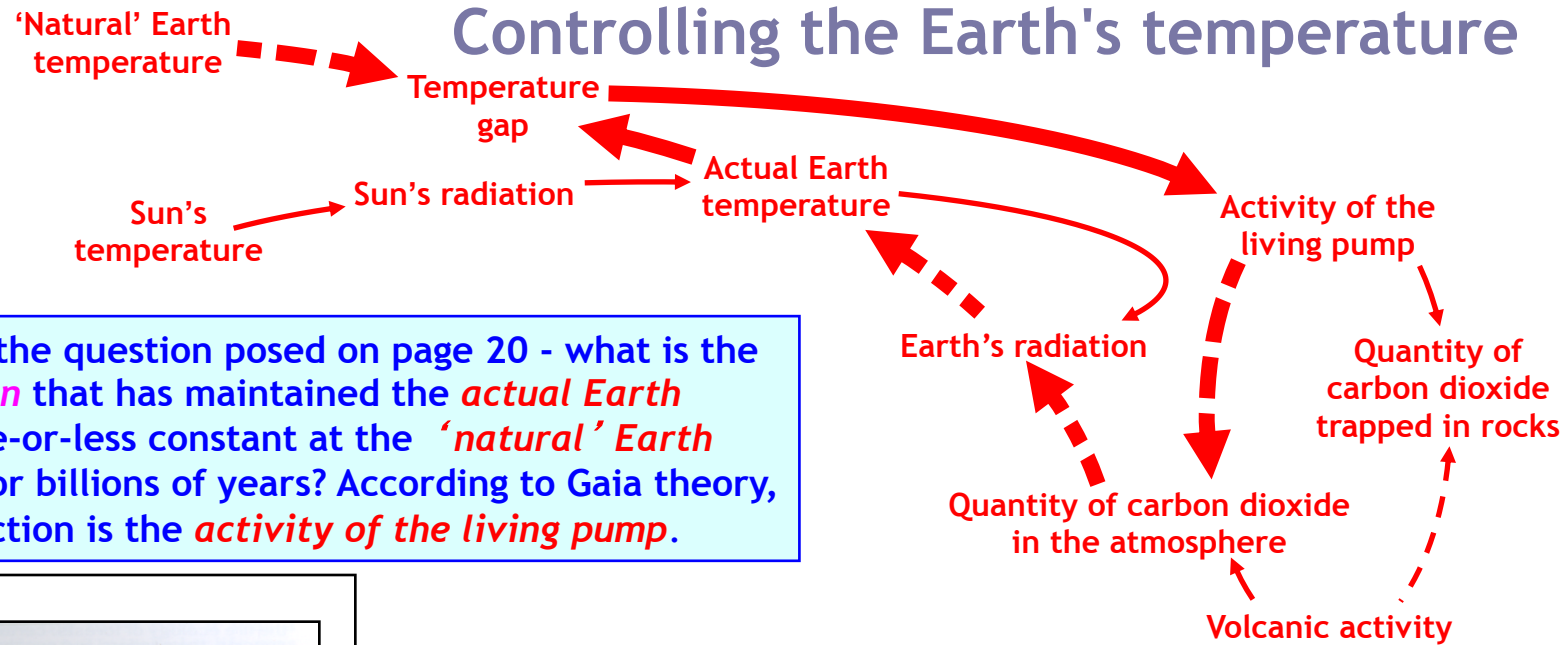 Controlling the Earth's temperature
‘Natural’ Earth
temperature
Temperature
gap
Actual Earth
temperature
Sun’s radiation
Sun’s
temperature
Activity of the
living pump
Earth’s radiation
Quantity of
carbon dioxide
trapped in rocks
Quantity of carbon dioxide
in the atmosphere
Volcanic activity
the question posed on page 20 - what is the
n that has maintained the actual Earth
e-or-less constant at the ‘natural’ Earth
or billions of years? According to Gaia theory,
ction is the activity of the living pump.